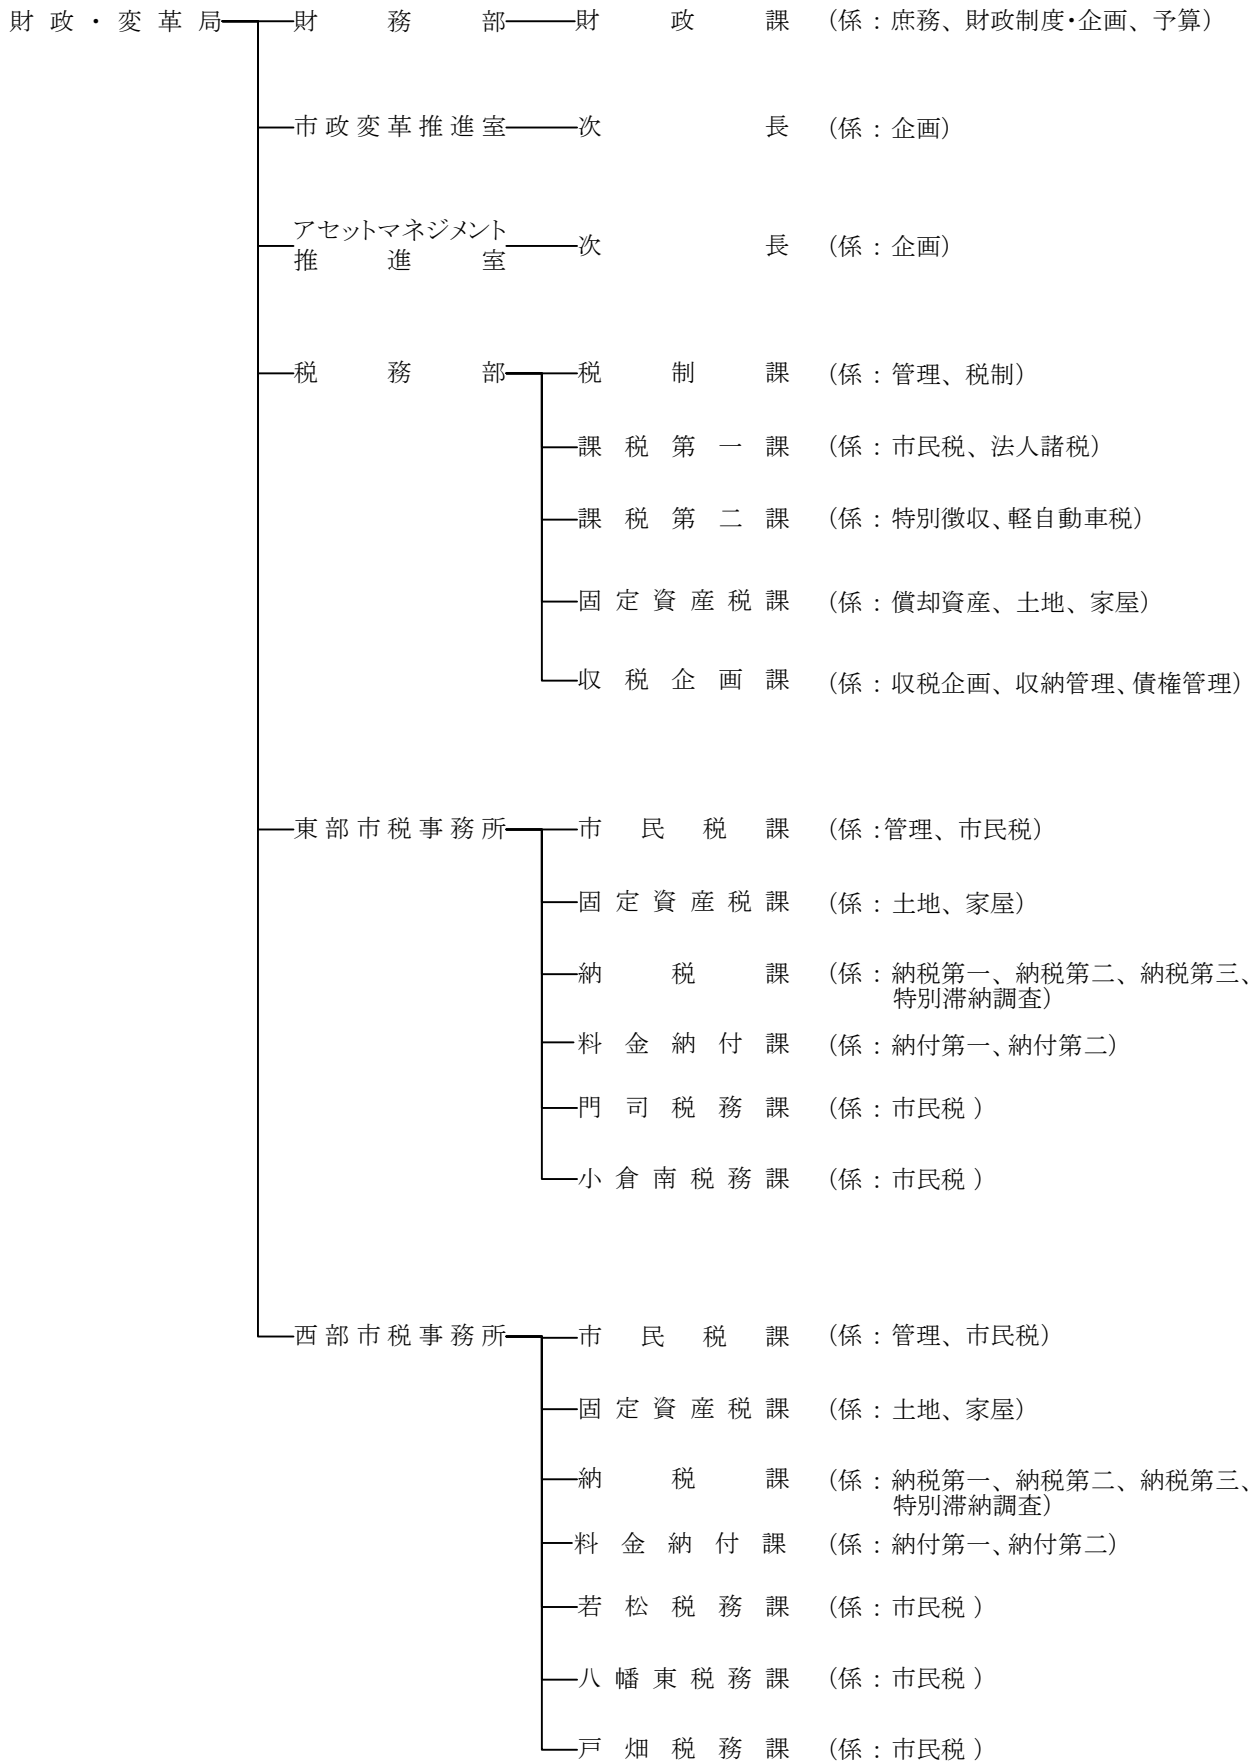 財政・変革局 財務部 財政課 (係：庶務、財政制度・企画、予算)
市政変革推進室 次長 (係：企画)
アセットマネジメント
推進室 次長 (係：企画)
税務部 税制課 (係：管理、税制)
課税第一課 (係：市民税、法人諸税)
課税第二課 (係：特別徴収、軽自動車税)
固定資産税課 (係：償却資産、土地、家屋)
収税企画課 (係：収税企画、収納管理、債権管理)
東部市税事務所 市民税課 (係：管理、市民税)
固定資産税課 (係：土地、家屋)
納税課 (係：納税第一、納税第二、納税第三、
特別滞納調査)
料金納付課 (係：納付第一、納付第二)
門司税務課 (係：市民税)
小倉南税務課 (係：市民税)
西部市税事務所 市民税課 (係：管理、市民税)
固定資産税課 (係：土地、家屋)
納税課 (係：納税第一、納税第二、納税第三、
特別滞納調査)
料金納付課 (係：納付第一、納付第二)
若松税務課 (係：市民税)
八幡東税務課 (係：市民税)
戸畑税務課 (係：市民税)